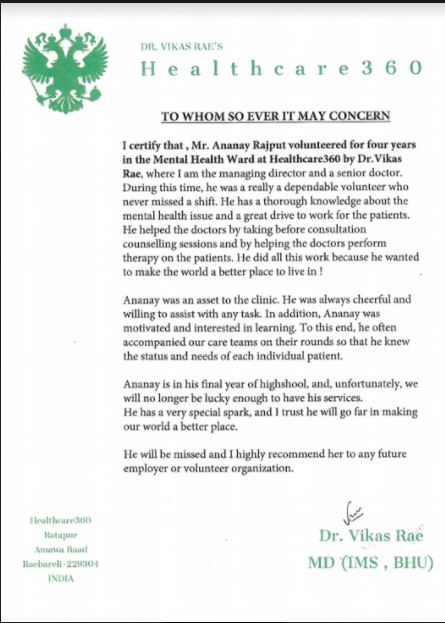 DR. VIKAS RAE'S
Healthcare360
TO WHOM SO EVER IT MAY CONCERN
I certify that , Mr. Ananay Rajput volunteered for four years
in the Mental Health Ward at Healthcare360 by Dr.Vikas
Rae, where I am the managing director and a senior doctor.
During this time, he was a really a dependable volunteer who
never missed a shift. He has a thorough knowledge about the
mental health issue and a great drive to work for the patients.
He helped the doctors by taking before consultation
counselling sessions and by helping the doctors perform
therapy on the patients. He did all this work because he wanted
to make the world a better place to live in !
Ananay was an asset to the clinic. He was always cheerful and
willing to assist with any task. In addition, Ananay was
motivated and interested in learning. To this end, he often
accompanied our care teams on their rounds so that he knew
the status and needs of each individual patient.
Ananay is in his final year of highshool, and, unfortunately, we
will no longer be lucky enough to have his services.
He has a very special spark, and I trust he will go far in making
our world a better place.
He will be missed and I highly recommend her to any future
employer or volunteer organization.
Healthcare360
Ratapur
Amawa Road
Raebareli-229304
INDIA
Dr. Vikas Rae
MD (IMS , BHU)